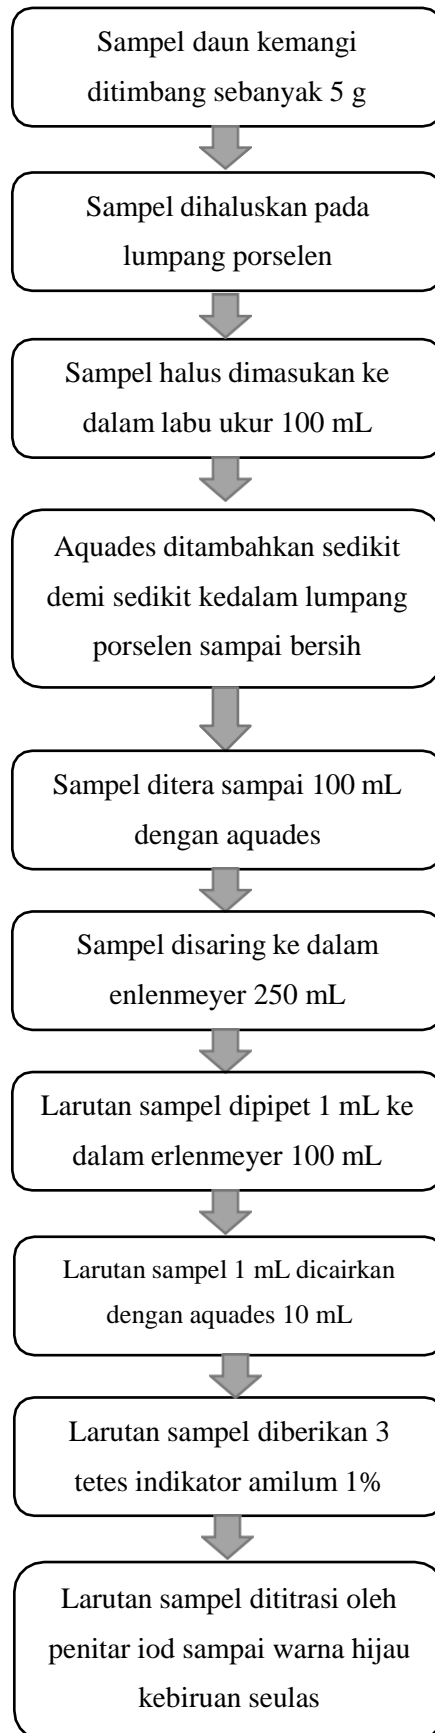 Sampel daun kemangi
ditimbang sebanyak 5 g
Sampel dihaluskan pada
lumpang porselen
Sampel halus dimasukan ke
dalam labu ukur 100 mL
Aquades ditambahkan sedikit
demi sedikit kedalam lumpang
porselen sampai bersih
Sampel ditera sampai 100 mL
dengan aquades
Sampel disaring ke dalam
enlenmeyer 250 mL
Larutan sampel dipipet 1 mL ke
dalam erlenmeyer 100 mL
Larutan sampel 1 mL dicairkan
dengan aquades 10 mL
Larutan sampel diberikan 3
tetes indikator amilum 1%
Larutan sampel dititrasi oleh
penitar iod sampai warna hijau
kebiruan seulas